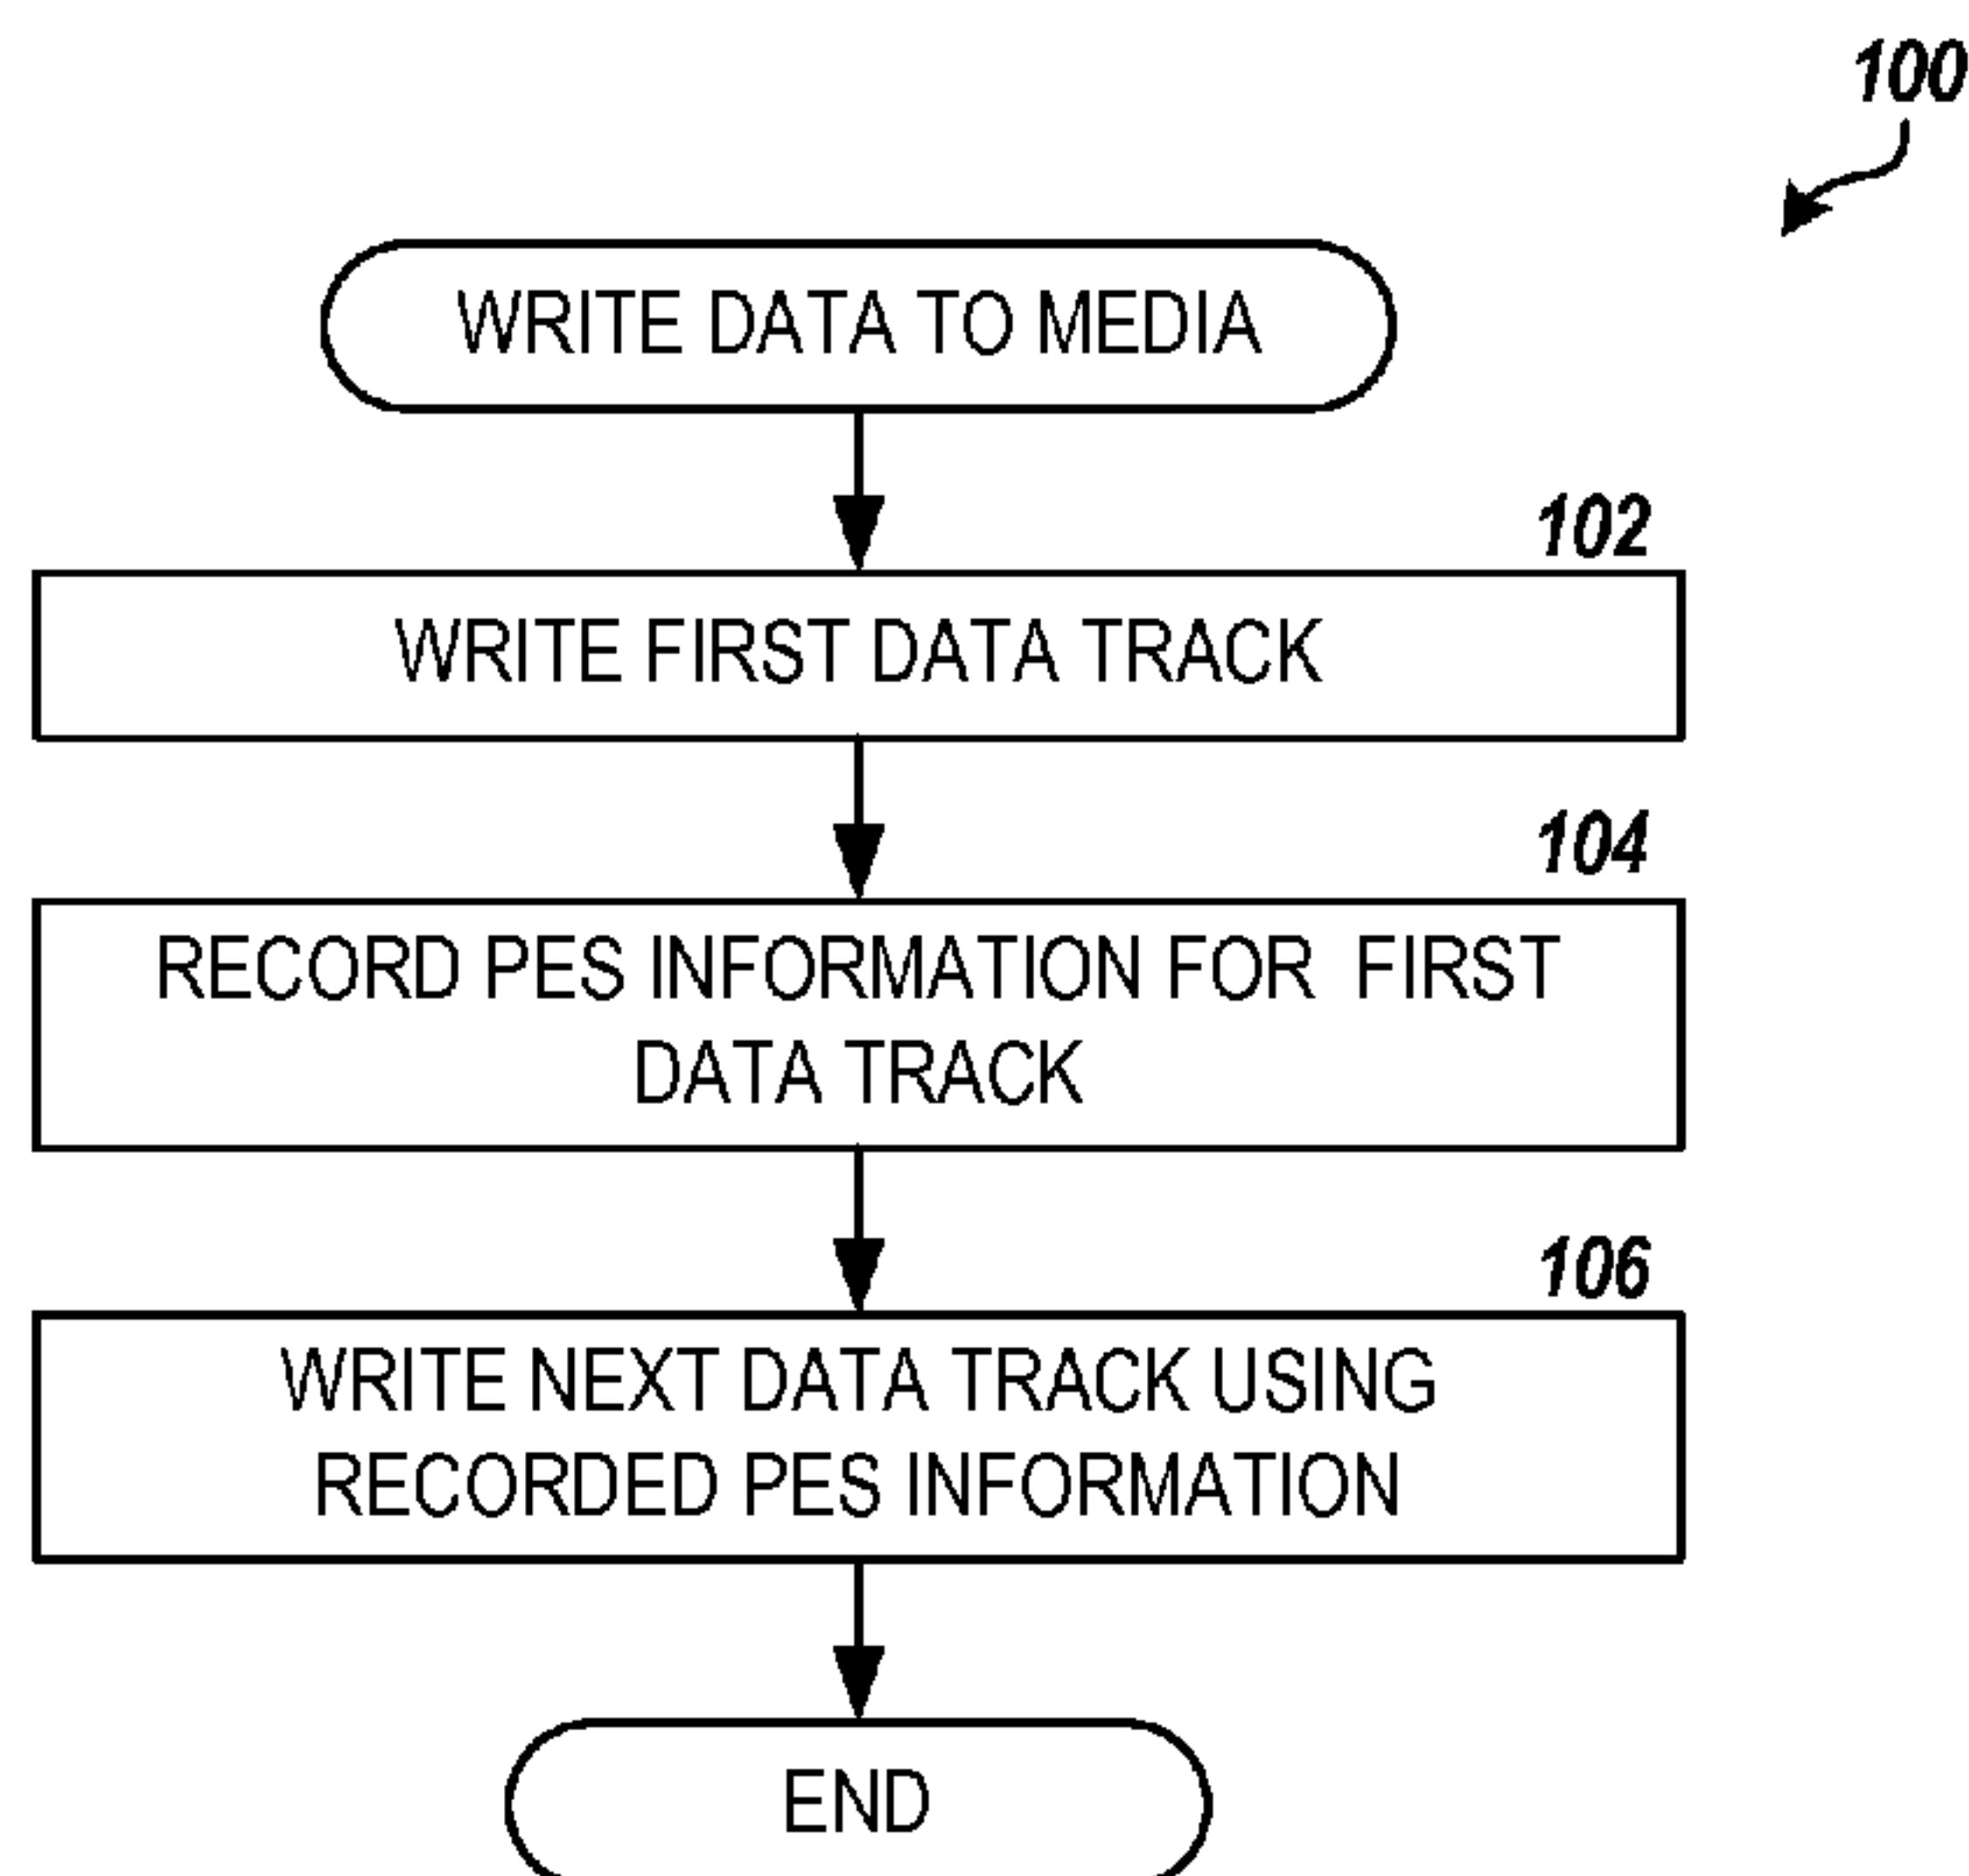 100
WRITE DATA TO MEDIA
102
WRITE FIRST DATA TRACK
104
RECORD PES INFORMATION FOR FIRST
DATA TRACK
106
WRITE NEXT DATA TRACK USING
RECORDED PES INFORMATION
END